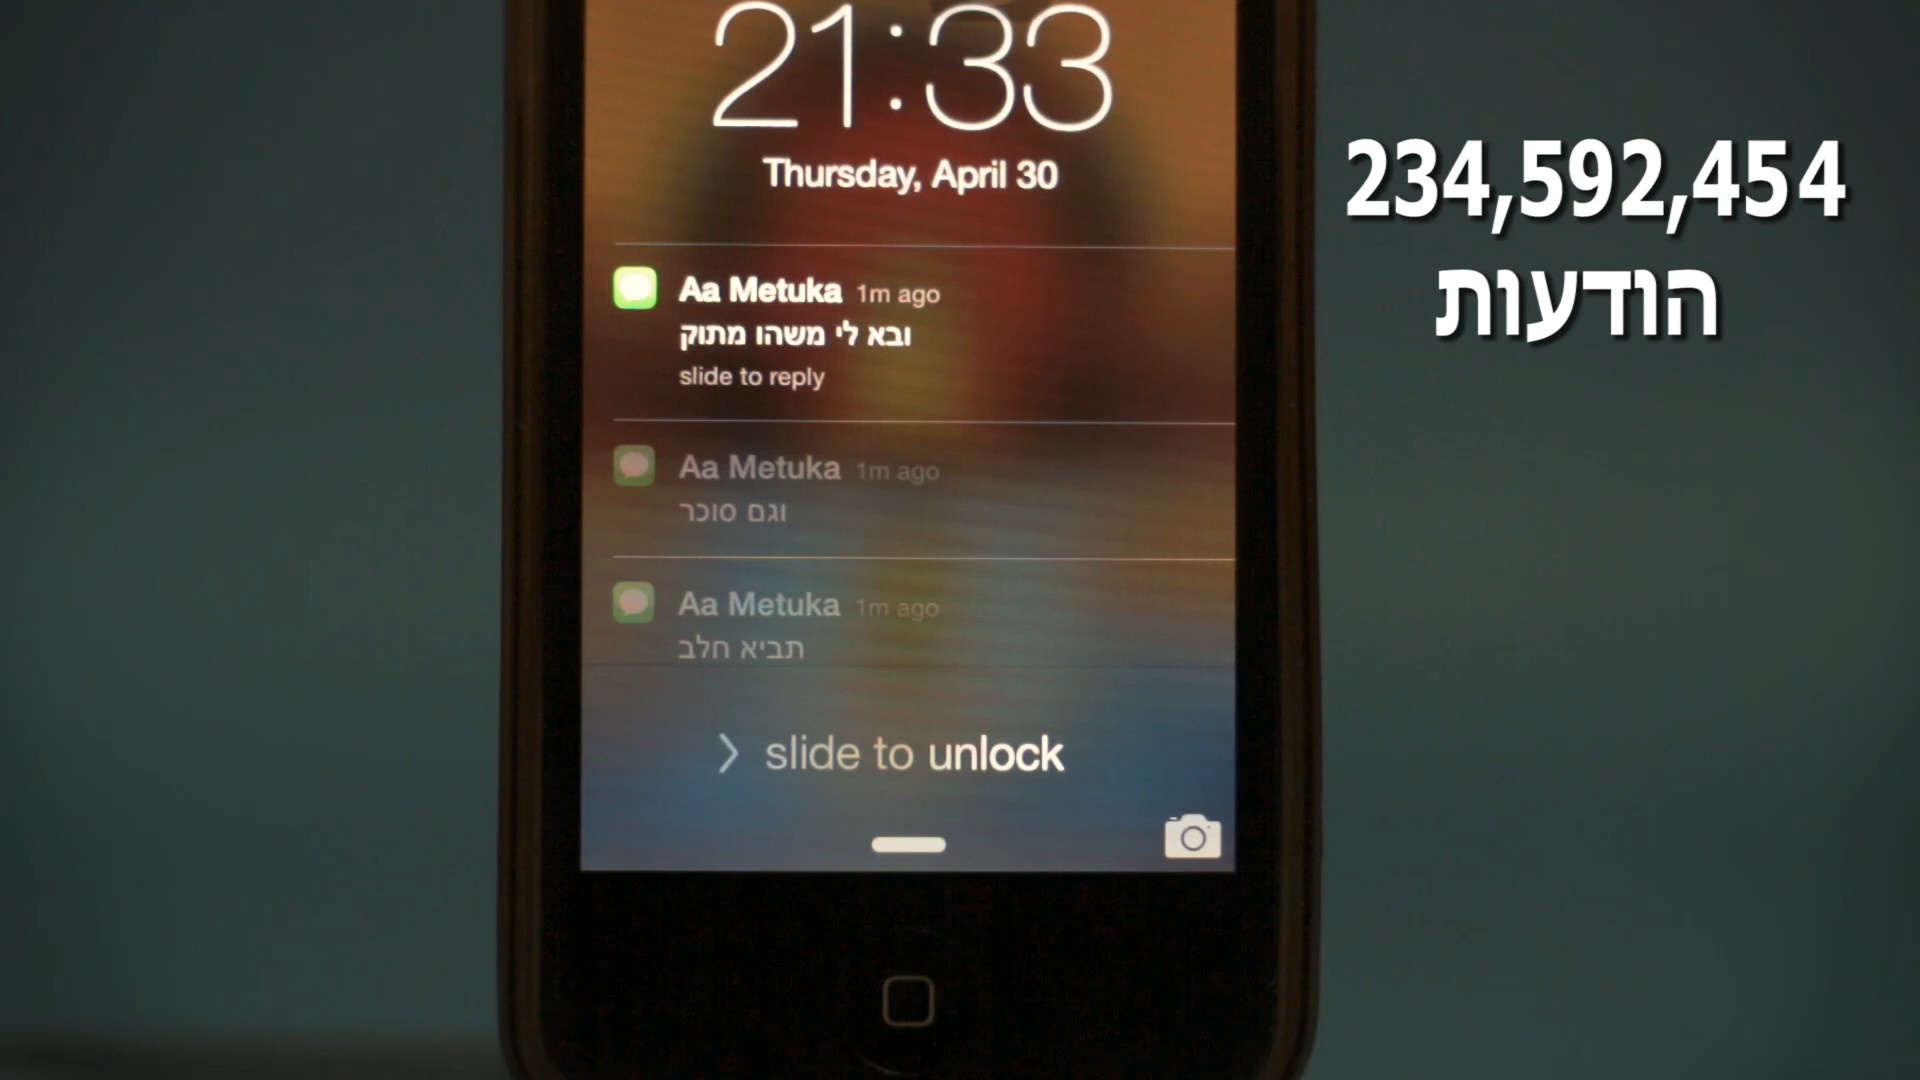 21:33
Thursday, April 30
Aa Metuka 1m ago
ובא לי משהו מתוק
slide to reply
Aa Metuka 1m ago
וגם סוכר
Aa Metuka 1m ago
תביא חלב
slide to unlock
234,592,454
הודעות